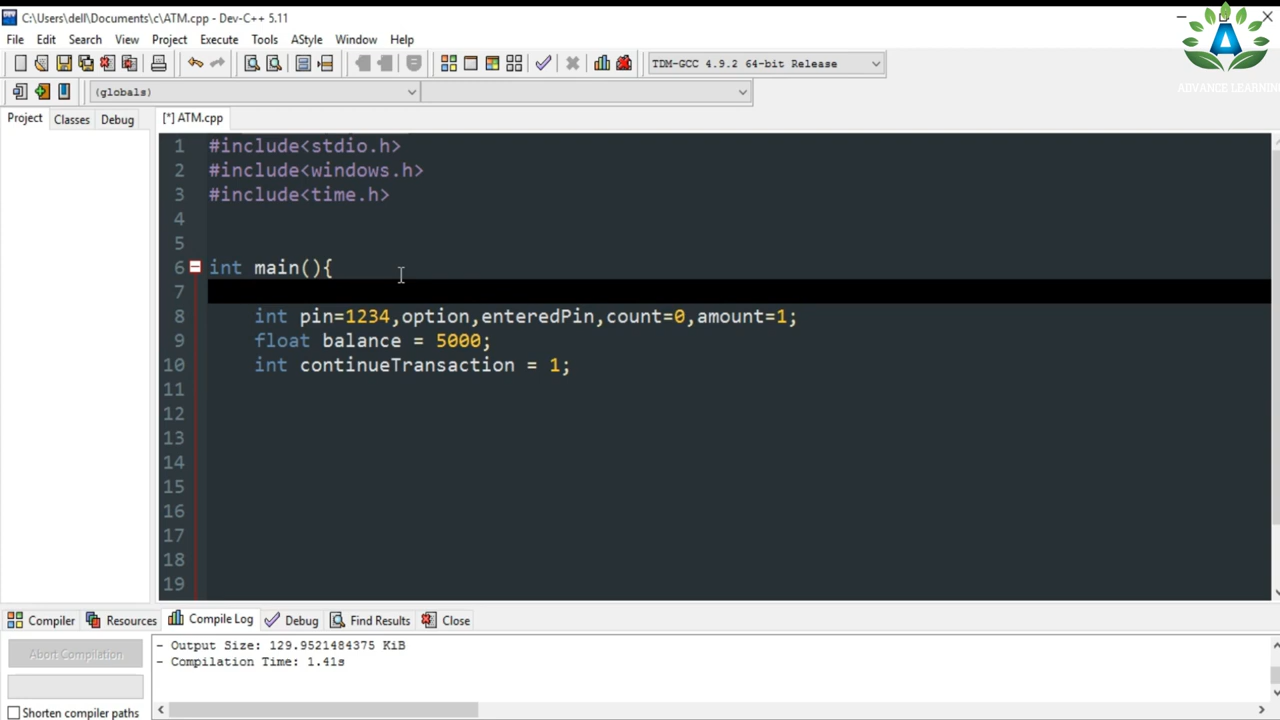 C:\Users\dell\Documents\c\ATM.cpp - Dev-C++ 5.11
File Edit Search View Project Execute Tools AStyle Window Help
TDM-GCC 4.9.2 64-bit Release
ADVANCE LEARNING
(globals)
Project Classes Debug [*] ATM.cpp
1 #include<stdio.h>
2 #include<windows.h>
3 #include<time.h>
4
5
6 int main(){
7
8 int pin=1234,option,enteredPin,count=0,amount=1;
9 float balance = 5000;
10 int continueTransaction = 1;
11
12
13
14
15
16
17
18
19
Compiler Resources Compile Log Debug Find Results Close
Abort Compilation
- Output Size: 129.9521484375 KiB
- Compilation Time: 1.41s
Shorten compiler paths